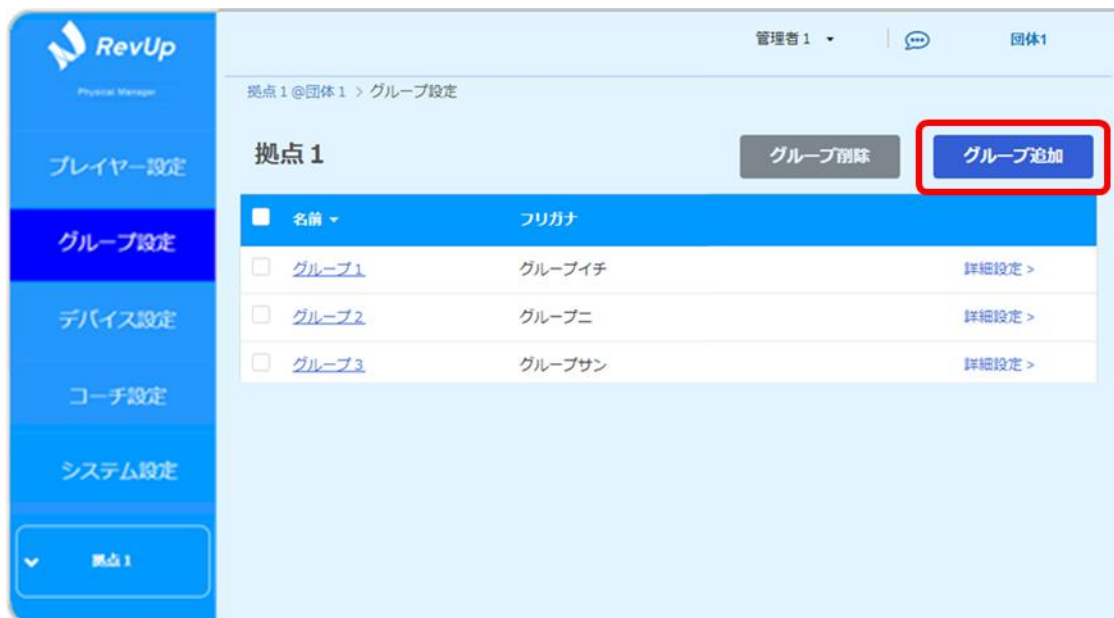 RevUp
Physical Manager
管理者1
団体1
拠点1@団体1 > グループ設定
拠点1
グループ削除
グループ追加
名前
フリガナ
グループ1
グループイチ
詳細設定 >
グループ2
グループニ
詳細設定 >
グループ3
グループサン
詳細設定 >
プレイヤー設定
グループ設定
デバイス設定
コーチ設定
システム設定
拠点1